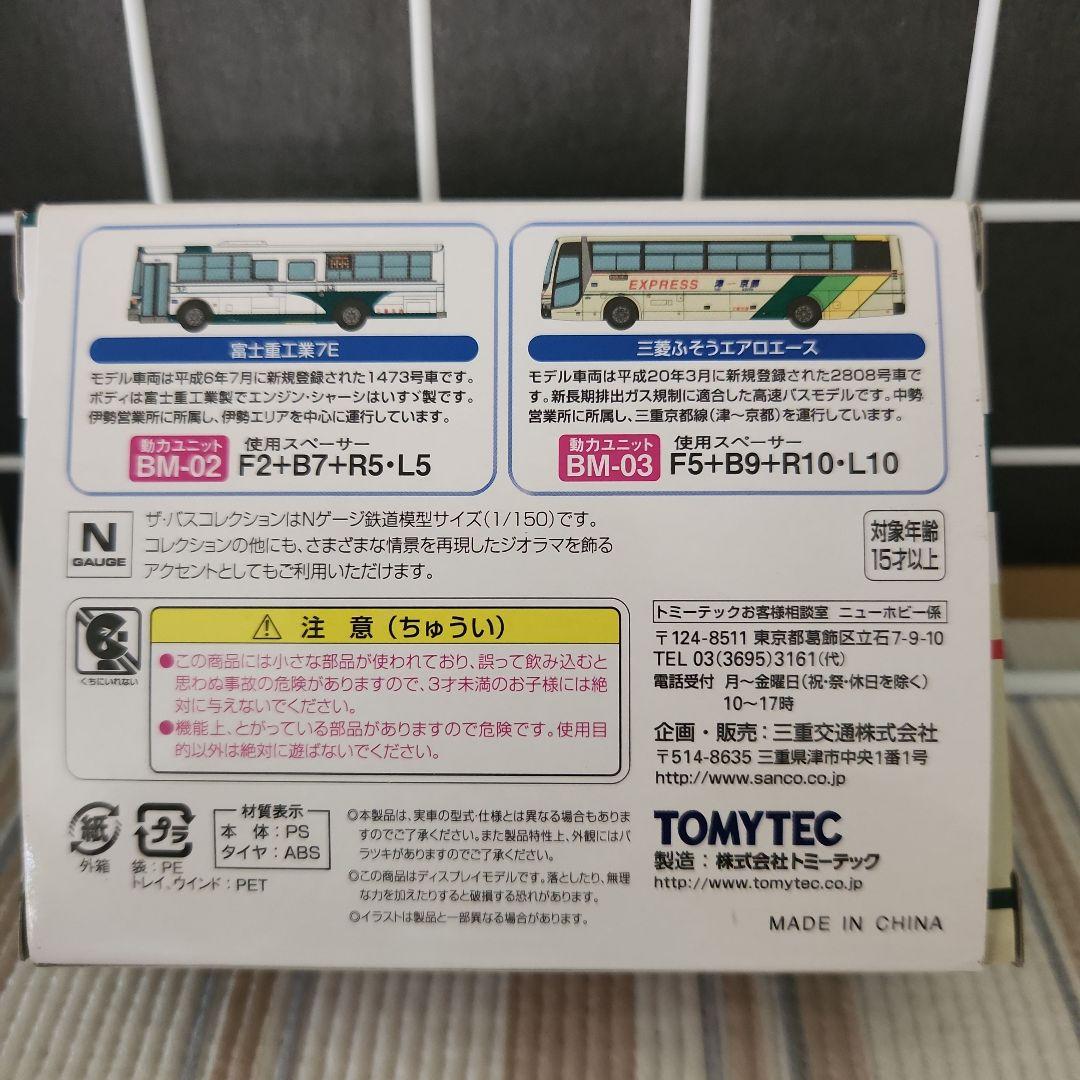 EXPRESS 津―京都
富士重工業7E
モデル車両は平成6年7月に新規登録された1473号車です。
ボディは富士重工業製でエンジン・シャーシはいすゞ製です。
伊勢営業所に所属し、伊勢エリアを中心に運行しています。
動力ユニット
BM-02
使用スペーサー
F2+B7+R5・L5
三菱ふそうエアロエース
モデル車両は平成20年3月に新規登録された2808号車で
す。新長期排出ガス規制に適合した高速バスモデルです。中勢
営業所に所属し、三重京都線(津〜京都)を運行しています。
動力ユニット
BM-03
使用スペーサー
F5+B9+R10・L10
N
GAUGE
ザ・バスコレクションはNゲージ鉄道模型サイズ(1/150)です。
コレクションの他にも、さまざまな情景を再現したジオラマを飾る
アクセントとしてもご利用いただけます。
対象年齢
15才以上
くちにいれない
注 意 (ちゅうい)
●この商品には小さな部品が使われており、誤って飲み込むと
思わぬ事故の危険がありますので、3才未満のお子様には絶
対に与えないでください。
●機能上、とがっている部品がありますので危険です。使用目
的以外は絶対に遊ばないでください。
トミーテックお客様相談室 ニューホビー係
〒124-8511 東京都葛飾区立石7-9-10
TEL 03(3695)3161(代)
電話受付 月〜金曜日(祝・祭・休日を除く)
10〜17時
企画・販売:三重交通株式会社
〒514-8635 三重県津市中央1番1号
http://www.sanco.co.jp
紙
外箱
プラ
袋:PE
トレイ、ウインド:PET
材質表示
本 体:PS
タイヤ:ABS
◎本製品は、実車の型式・仕様とは異なる場合もありま
すのでご了承ください。また製品特性上、外観にはバ
ラツキがありますのでご了承ください。
◎この商品はディスプレイモデルです。落としたり、無理
な力を加えたりすると破損する恐れがあります。
◎イラストは製品と一部異なる場合があります。
TOMYTEC
製造:株式会社トミーテック
http://www.tomytec.co.jp
MADE IN CHINA